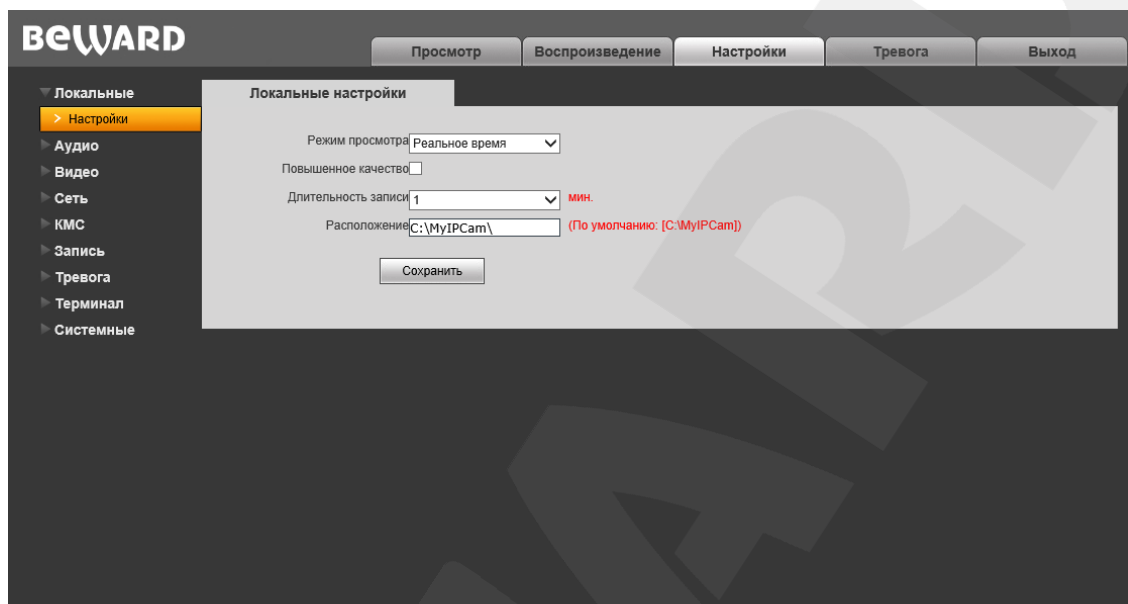 BEWARD
Просмотр
Воспроизведение
Настройки
Тревога
Выход
Локальные
> Настройки
Аудио
Видео
Сеть
КМС
Запись
Тревога
Терминал
Системные
Локальные настройки
Режим просмотра Реальное время
Повышенное качество
Длительность записи 1 мин.
Расположение C:\MyIPCam\ (По умолчанию: [C:\MyIPCam])
Сохранить